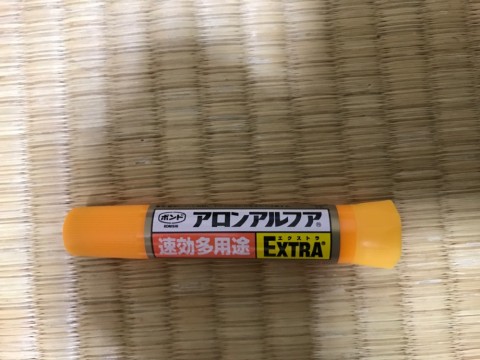 ボンド
KONISHI
アロンアルフア®
速効多用途
エクストラ
EXTRA®